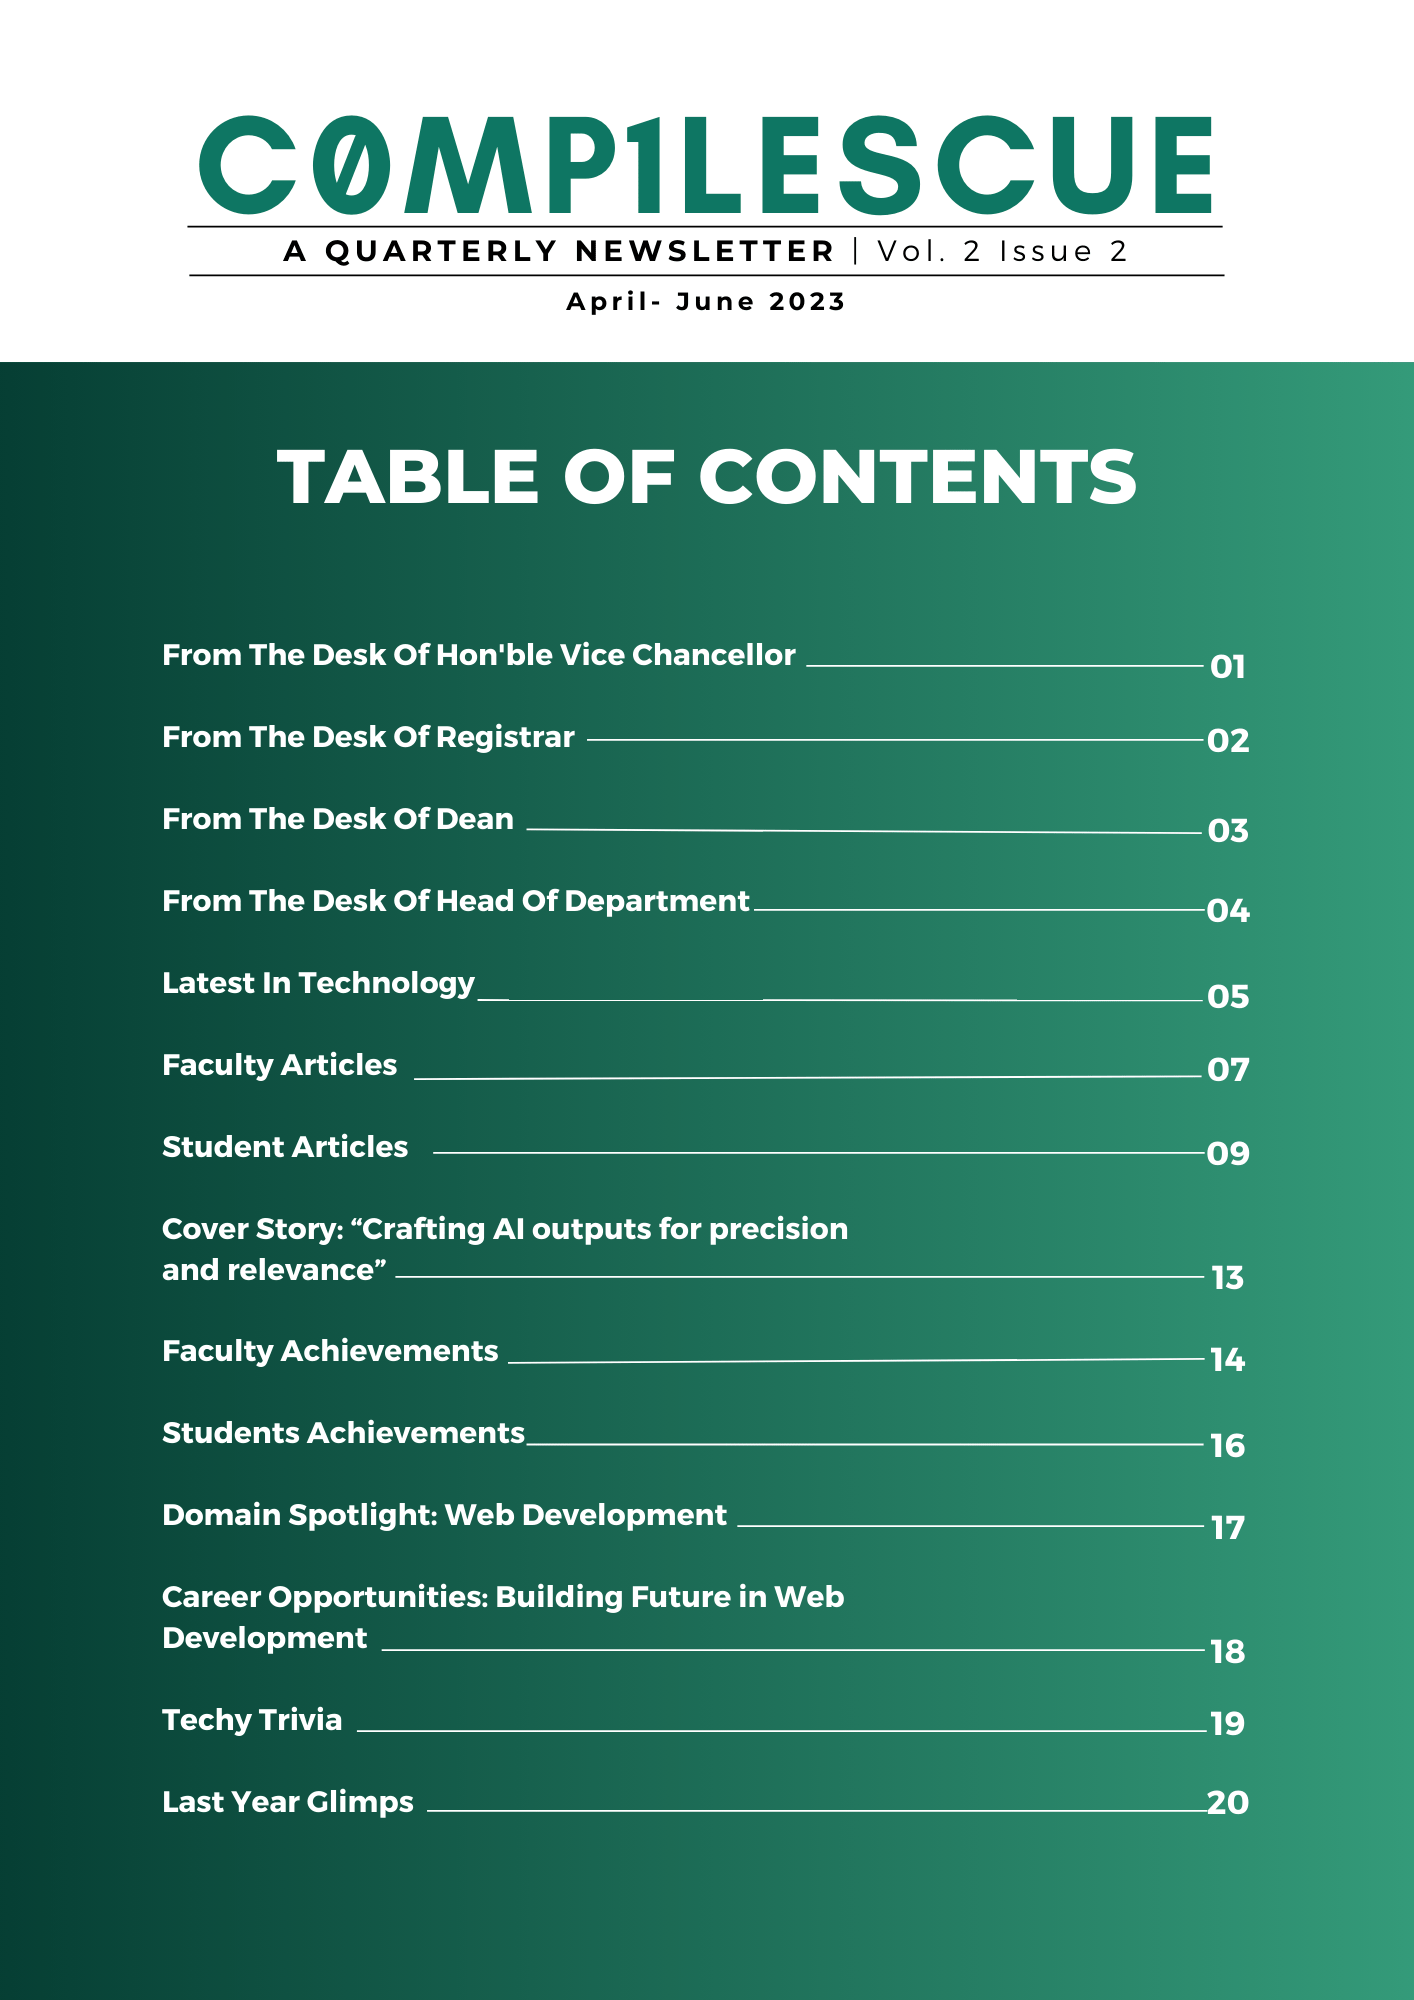 C0MP1LESCUE
A QUARTERLY NEWSLETTER | Vol. 2 Issue 2
April- June 2023
TABLE OF CONTENTS
From The Desk Of Hon'ble Vice Chancellor 01
From The Desk Of Registrar 02
From The Desk Of Dean 03
From The Desk Of Head Of Department 04
Latest In Technology 05
Faculty Articles 07
Student Articles 09
Cover Story: “Crafting AI outputs for precision
and relevance” 13
Faculty Achievements 14
Students Achievements 16
Domain Spotlight: Web Development 17
Career Opportunities: Building Future in Web
Development 18
Techy Trivia 19
Last Year Glimps 20